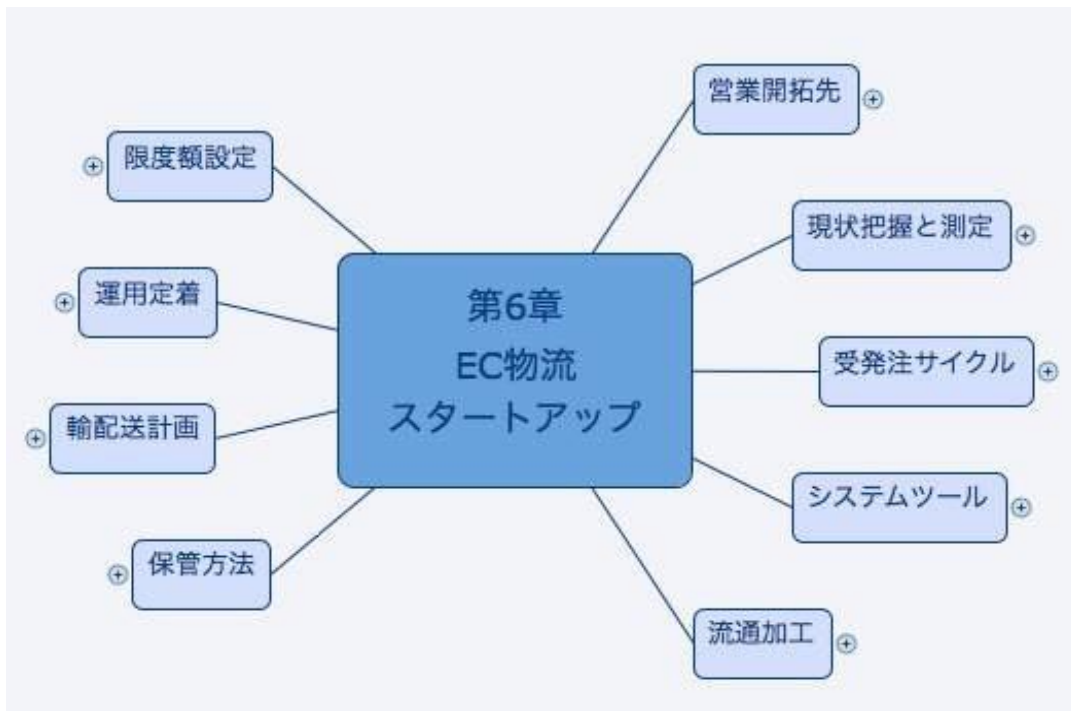 第6章
EC物流
スタートアップ
営業開拓先
現状把握と測定
受発注サイクル
システムツール
流通加工
保管方法
輸配送計画
運用定着
限度額設定